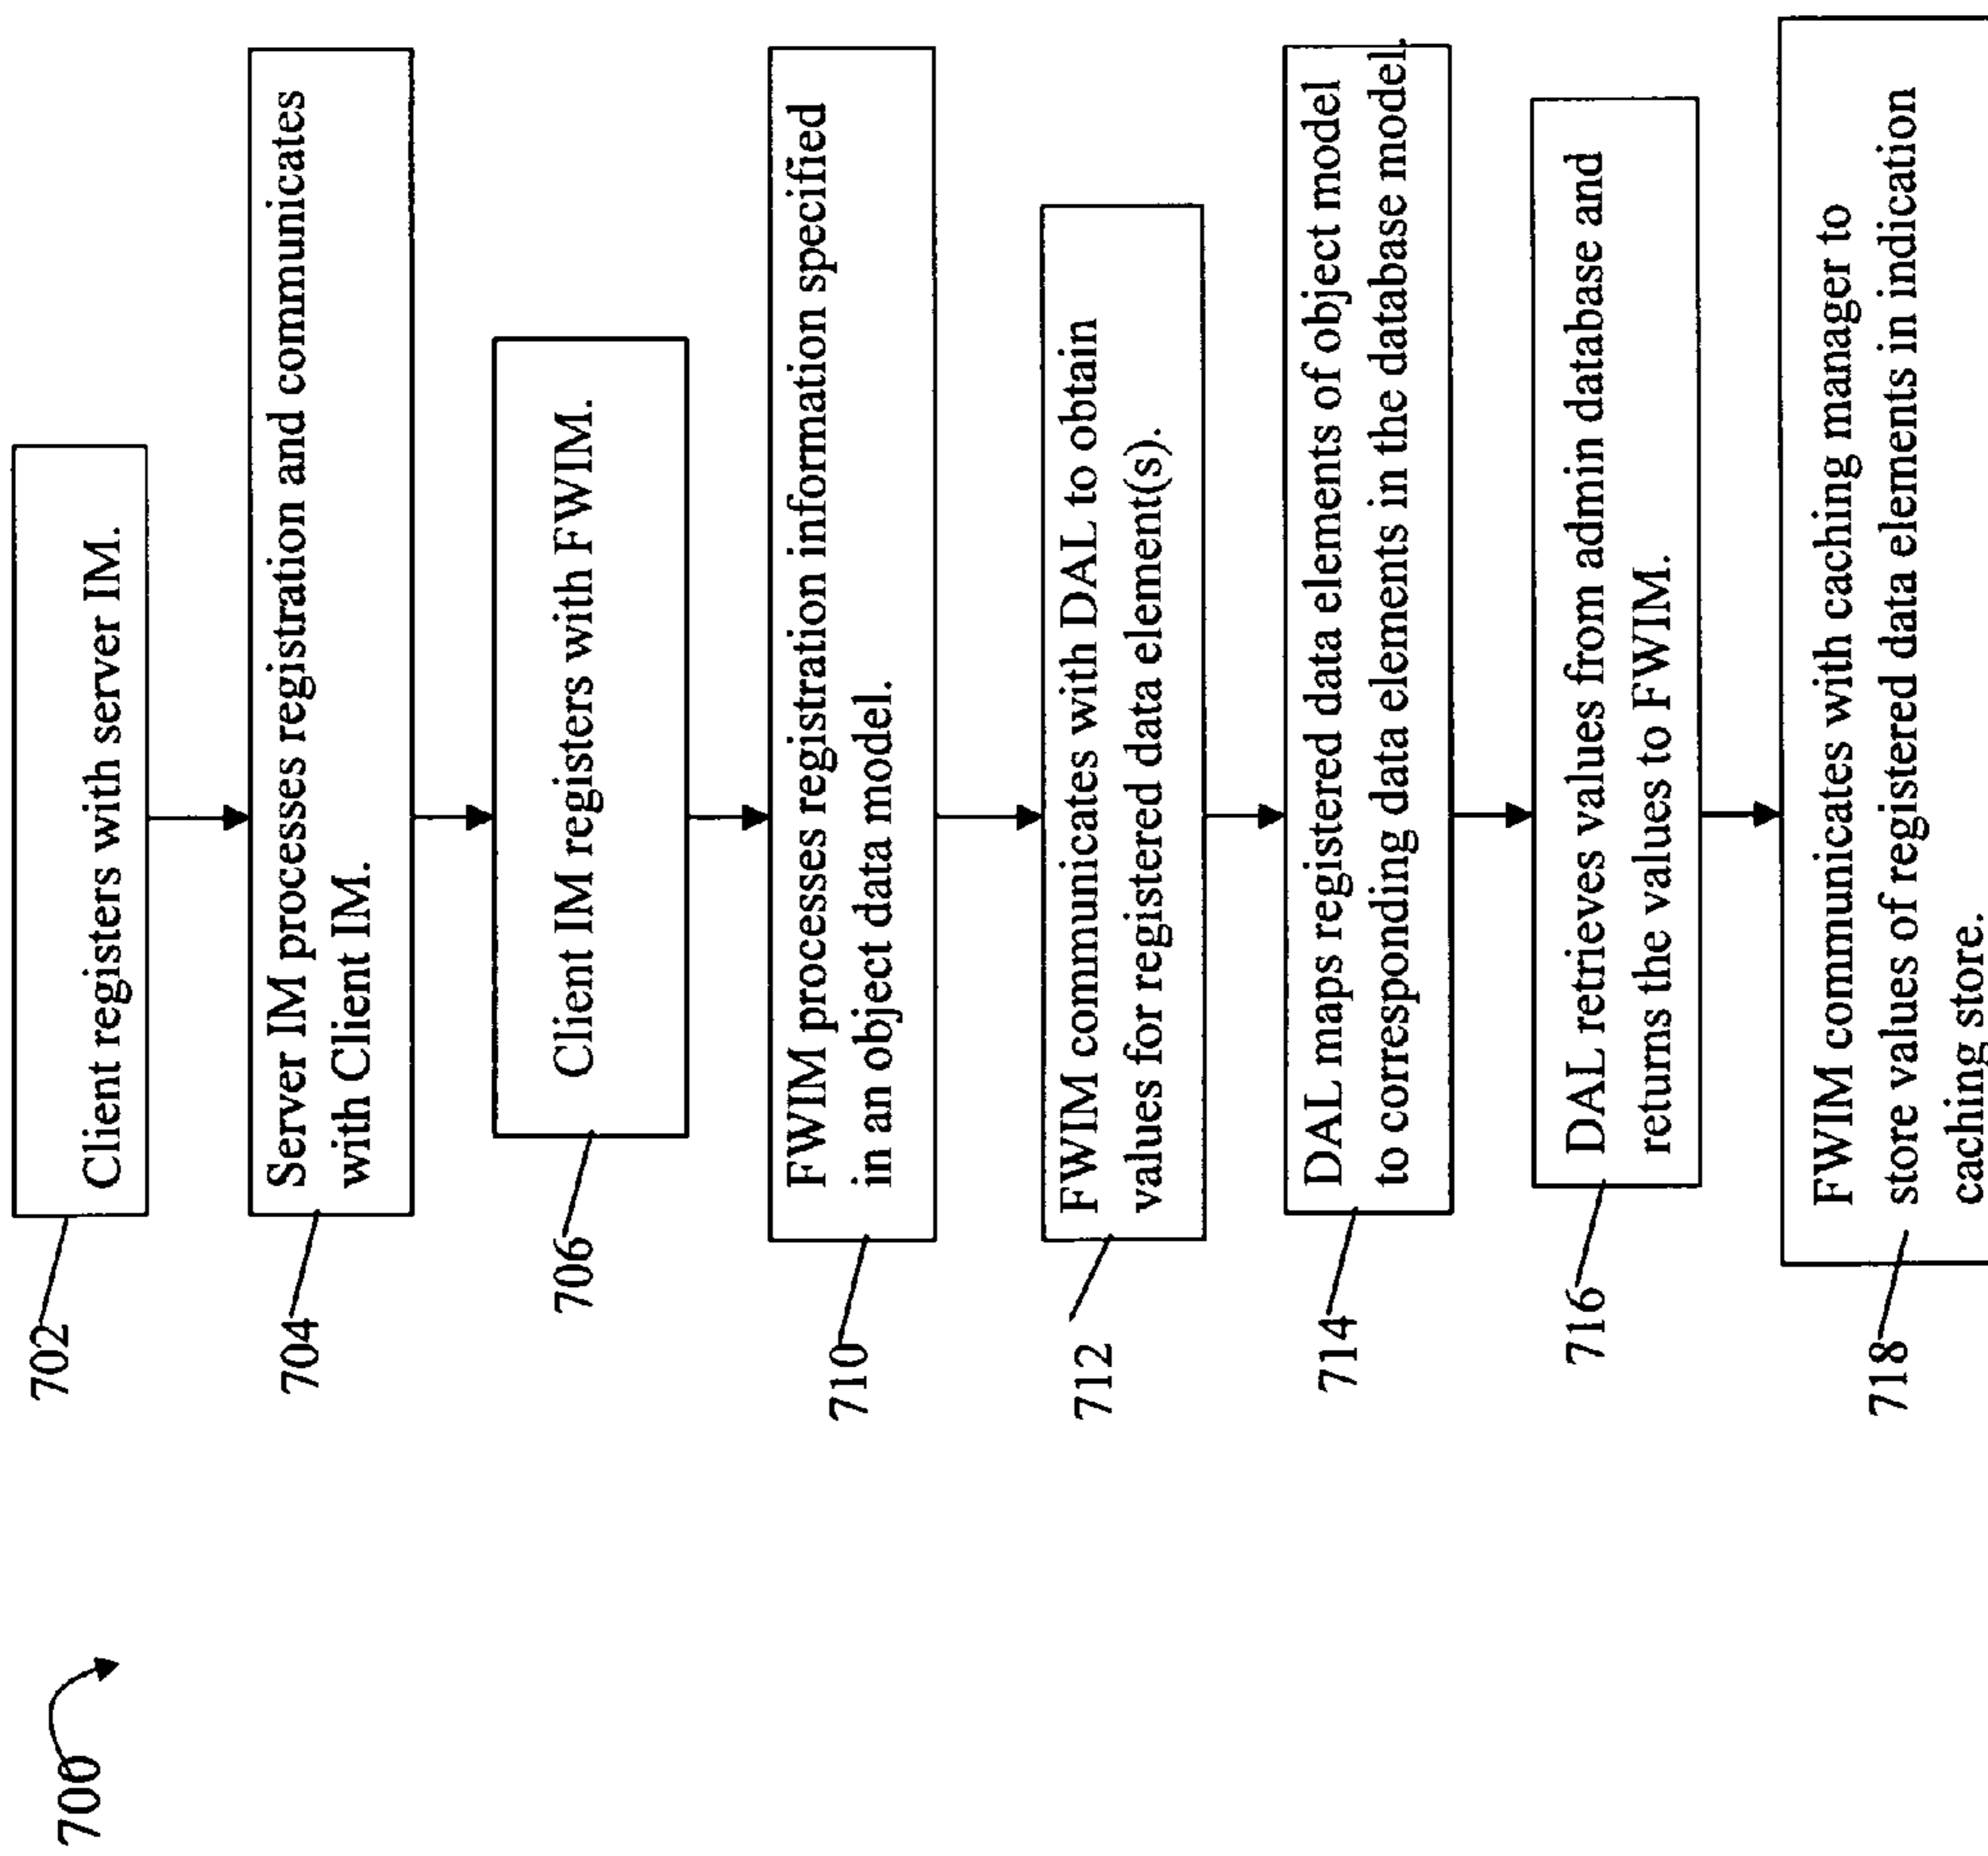 700
702
Client registers with server IM.
704
Server IM processes registration and communicates
with Client IM.
706
Client IM registers with FWIM.
710
FWIM processes registration information specified
in an object data model.
712
FWIM communicates with DAL to obtain
values for registered data element(s).
714
DAL maps registered data elements of object model
to corresponding data elements in the database model.
716
DAL retrieves values from admin database and
returns the values to FWIM.
718
FWIM communicates with caching manager to
store values of registered data elements in indication
caching store.